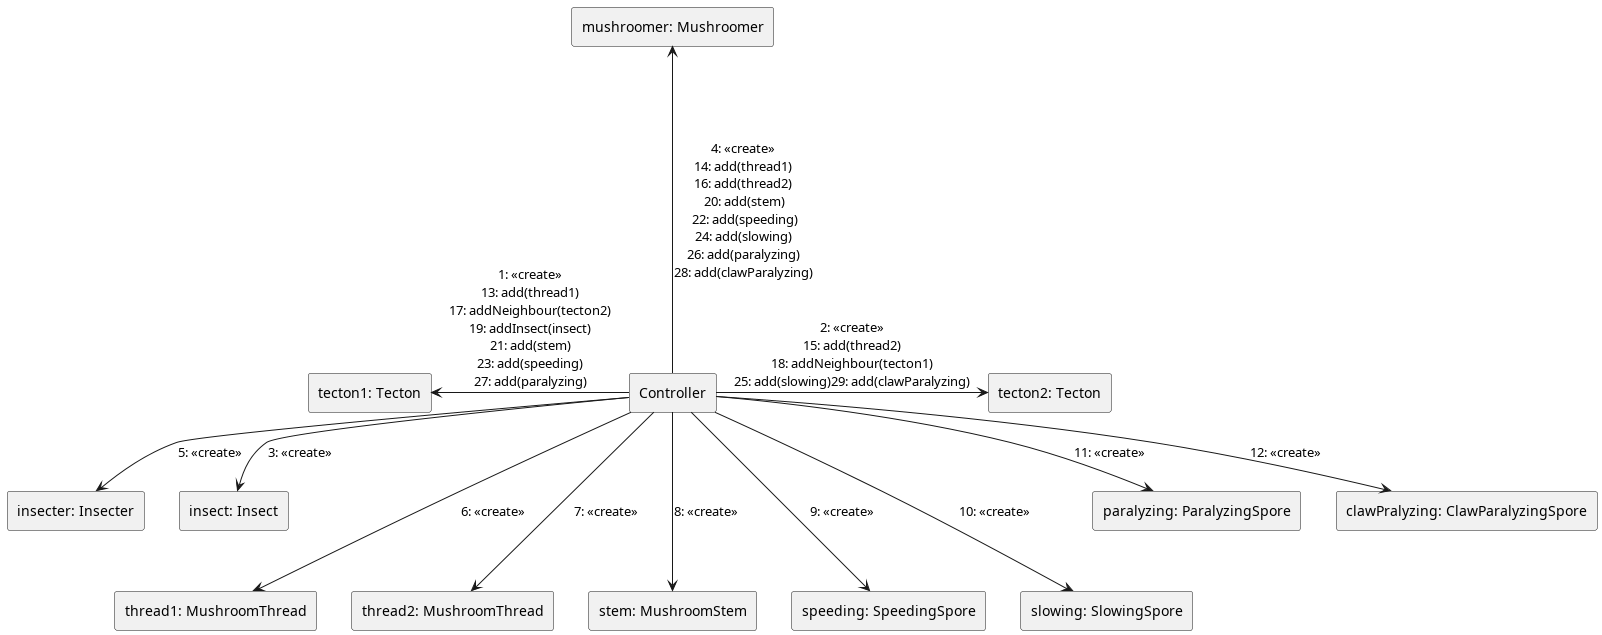 mushroomer: Mushroomer
4: «create»
14: add(thread1)
16: add(thread2)
20: add(stem)
22: add(speeding)
24: add(slowing)
26: add(paralyzing)
28: add(clawParalyzing)
1: «create»
13: add(thread1)
17: addNeighbour(tecton2)
19: addInsect(insect)
21: add(stem)
23: add(speeding)
27: add(paralyzing)
2: «create»
15: add(thread2)
18: addNeighbour(tecton1)
25: add(slowing)29: add(clawParalyzing)
tecton1: Tecton
Controller
tecton2: Tecton
5: «create»
3: «create»
11: «create»
12: «create»
insecter: Insecter
insect: Insect
6: «create»
7: «create»
8: «create»
9: «create»
10: «create»
paralyzing: ParalyzingSpore
clawPralyzing: ClawParalyzingSpore
thread1: MushroomThread
thread2: MushroomThread
stem: MushroomStem
speeding: SpeedingSpore
slowing: SlowingSpore